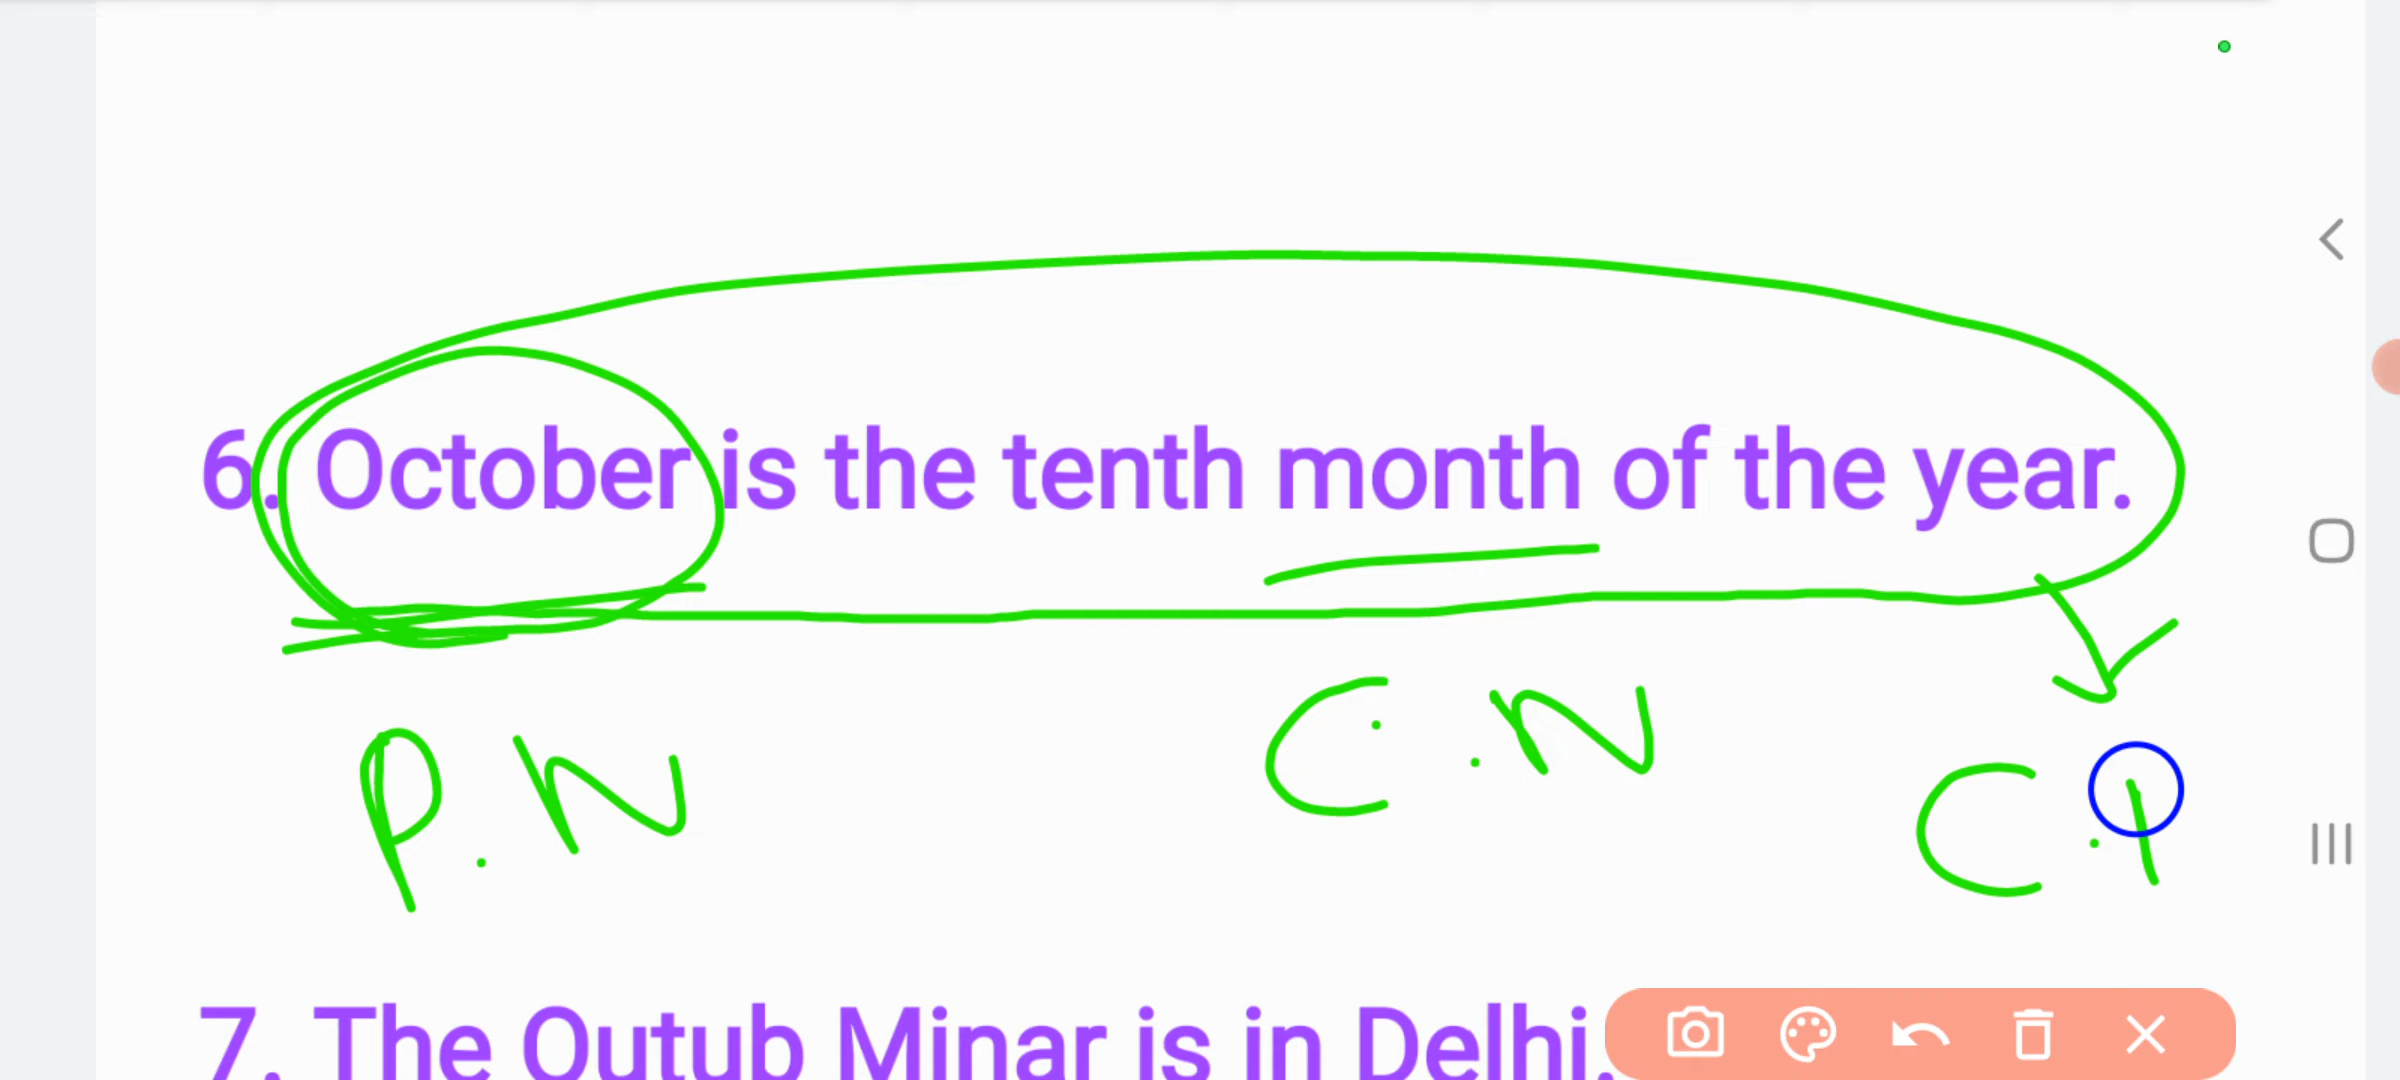 6. October is the tenth month of the year.
P.N C.N C.
7. The Qutub Minar is in Delhi.